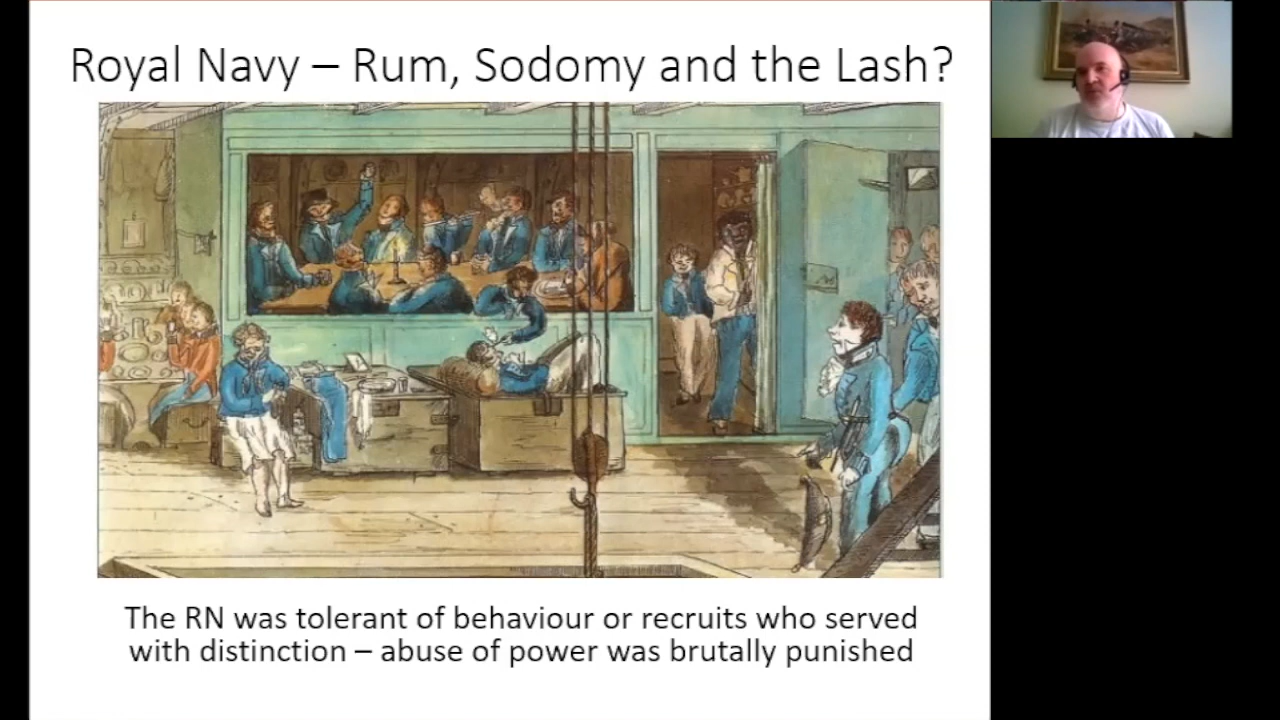 Royal Navy – Rum, Sodomy and the Lash?
The RN was tolerant of behaviour or recruits who served
with distinction – abuse of power was brutally punished